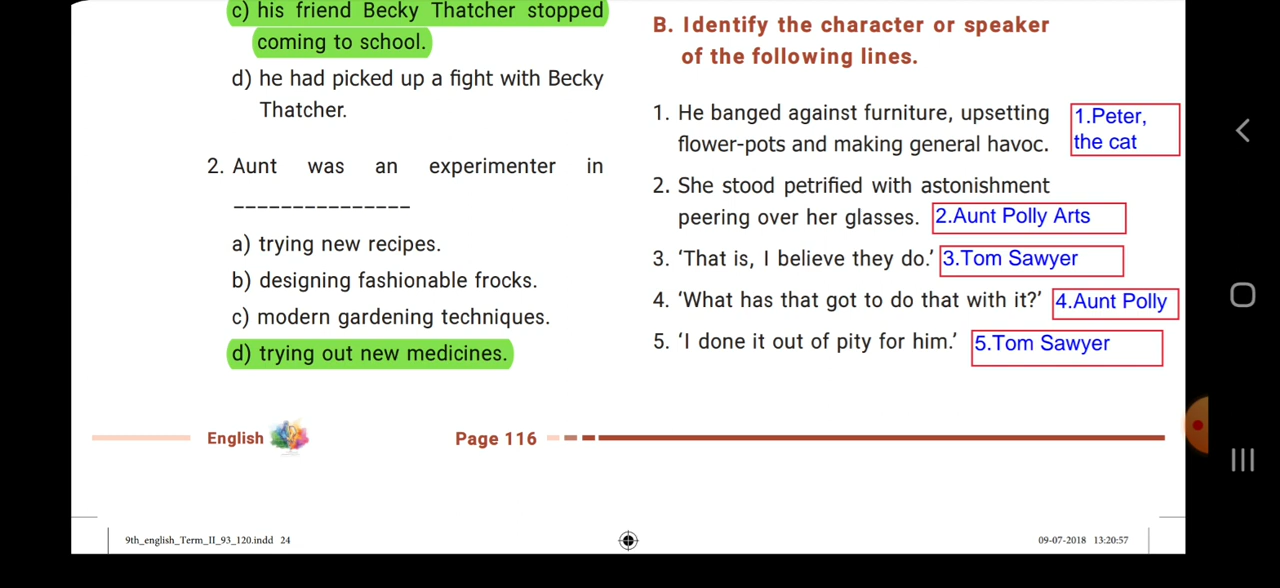 c) his friend Becky Thatcher stopped
coming to school.
d) he had picked up a fight with Becky
Thatcher.
2. Aunt was an experimenter in
_______________
a) trying new recipes.
b) designing fashionable frocks.
c) modern gardening techniques.
d) trying out new medicines.
B. Identify the character or speaker
of the following lines.
1. He banged against furniture, upsetting
flower-pots and making general havoc.
1.Peter,
the cat
2. She stood petrified with astonishment
peering over her glasses. 2.Aunt Polly Arts
3. ‘That is, I believe they do.’ 3.Tom Sawyer
4. ‘What has that got to do that with it?’ 4.Aunt Polly
5. ‘I done it out of pity for him.’ 5.Tom Sawyer
English Page 116
9th_english_Term_II_93_120.indd 24 09-07-2018 13:20:57